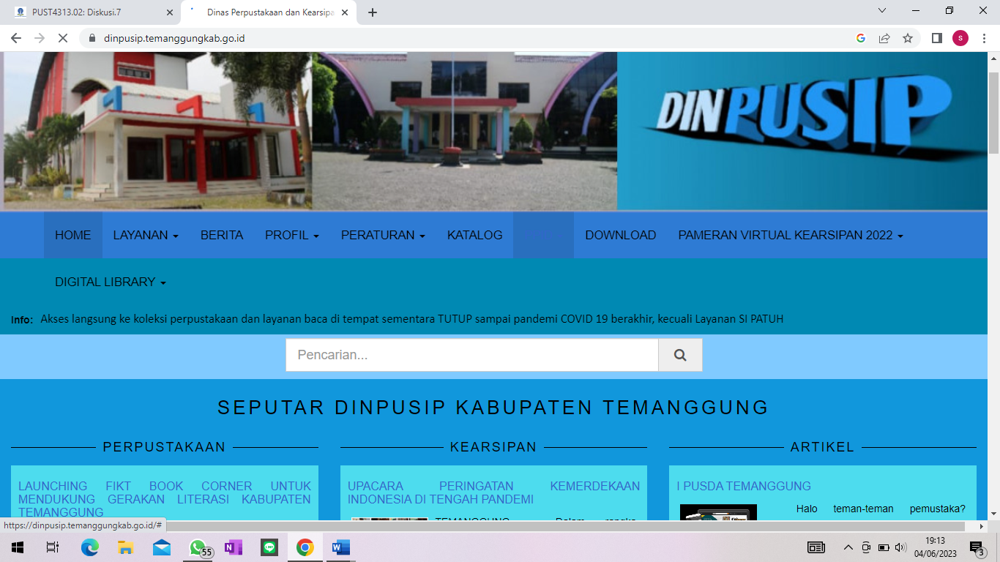 PUST4313.02: Diskusi.7
Dinas Perpustakaan dan Kearsipa
dinpusip.temanggungkab.go.id
s
DINPUSIP
HOME LAYANAN BERITA PROFIL PERATURAN KATALOG DOWNLOAD PAMERAN VIRTUAL KEARSIPAN 2022
DIGITAL LIBRARY
Info: Akses langsung ke koleksi perpustakaan dan layanan baca di tempat sementara TUTUP sampai pandemi COVID 19 berakhir, kecuali Layanan SI PATUH
Pencarian...
SEPUTAR DINPUSIP KABUPATEN TEMANGGUNG
PERPUSTAKAAN
LAUNCHING FIKT BOOK CORNER UNTUK
MENDUKUNG GERAKAN LITERASI KABUPATEN
TEMANGGUNG
KEARSIPAN
UPACARA PERINGATAN KEMERDEKAAN
INDONESIA DI TENGAH PANDEMI
TEMANGGUNG Dalam rangka
ARTIKEL
I PUSDA TEMANGGUNG
Halo teman-teman pemustaka?
https://dinpusip.temanggungkab.go.id/#
55
19:13
04/06/2023
3